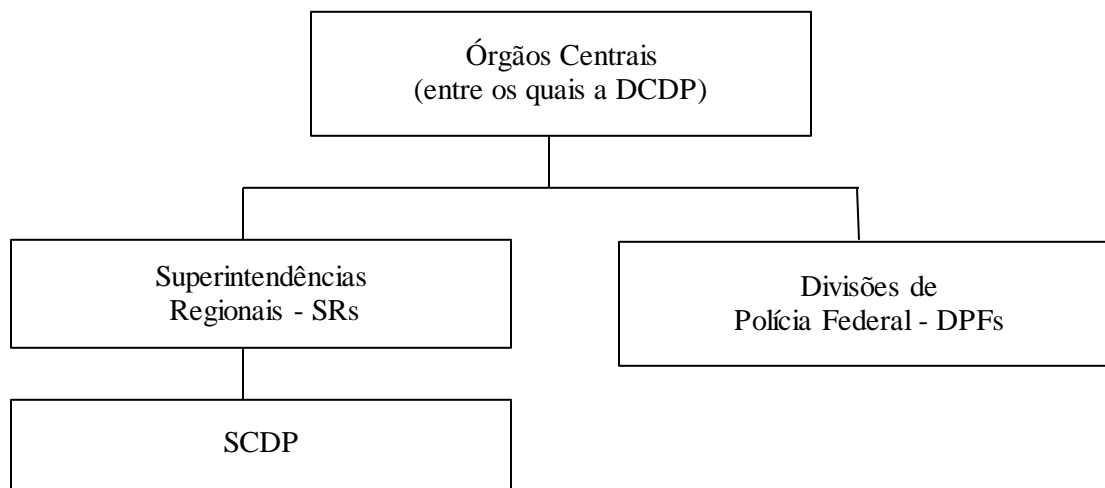 Órgãos Centrais
(entre os quais a DCDP)
Superintendências
Regionais - SRs
Divisões de
Polícia Federal - DPFs
SCDP